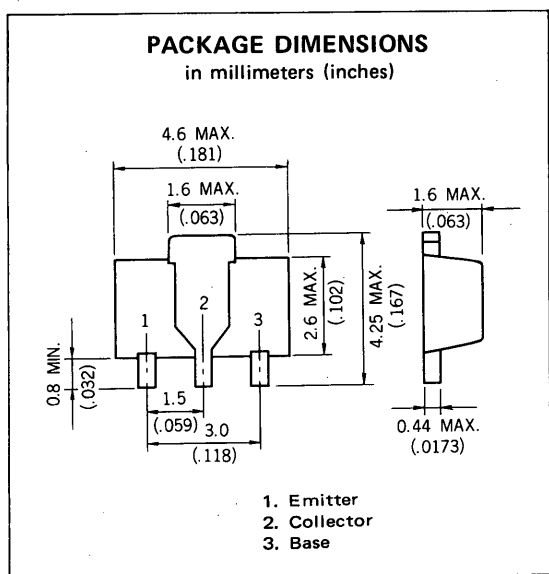 PACKAGE DIMENSIONS
in millimeters (inches)
4.6 MAX.
(.181)
1.6 MAX.
(.063)
1.6 MAX.
(.063)
1
2
3
2.6 MAX.
(.102)
4.25 MAX.
(.167)
0.8 MIN.
(.032)
1.5
(.059)
3.0
(.118)
0.44 MAX.
(.0173)
1. Emitter
2. Collector
3. Base